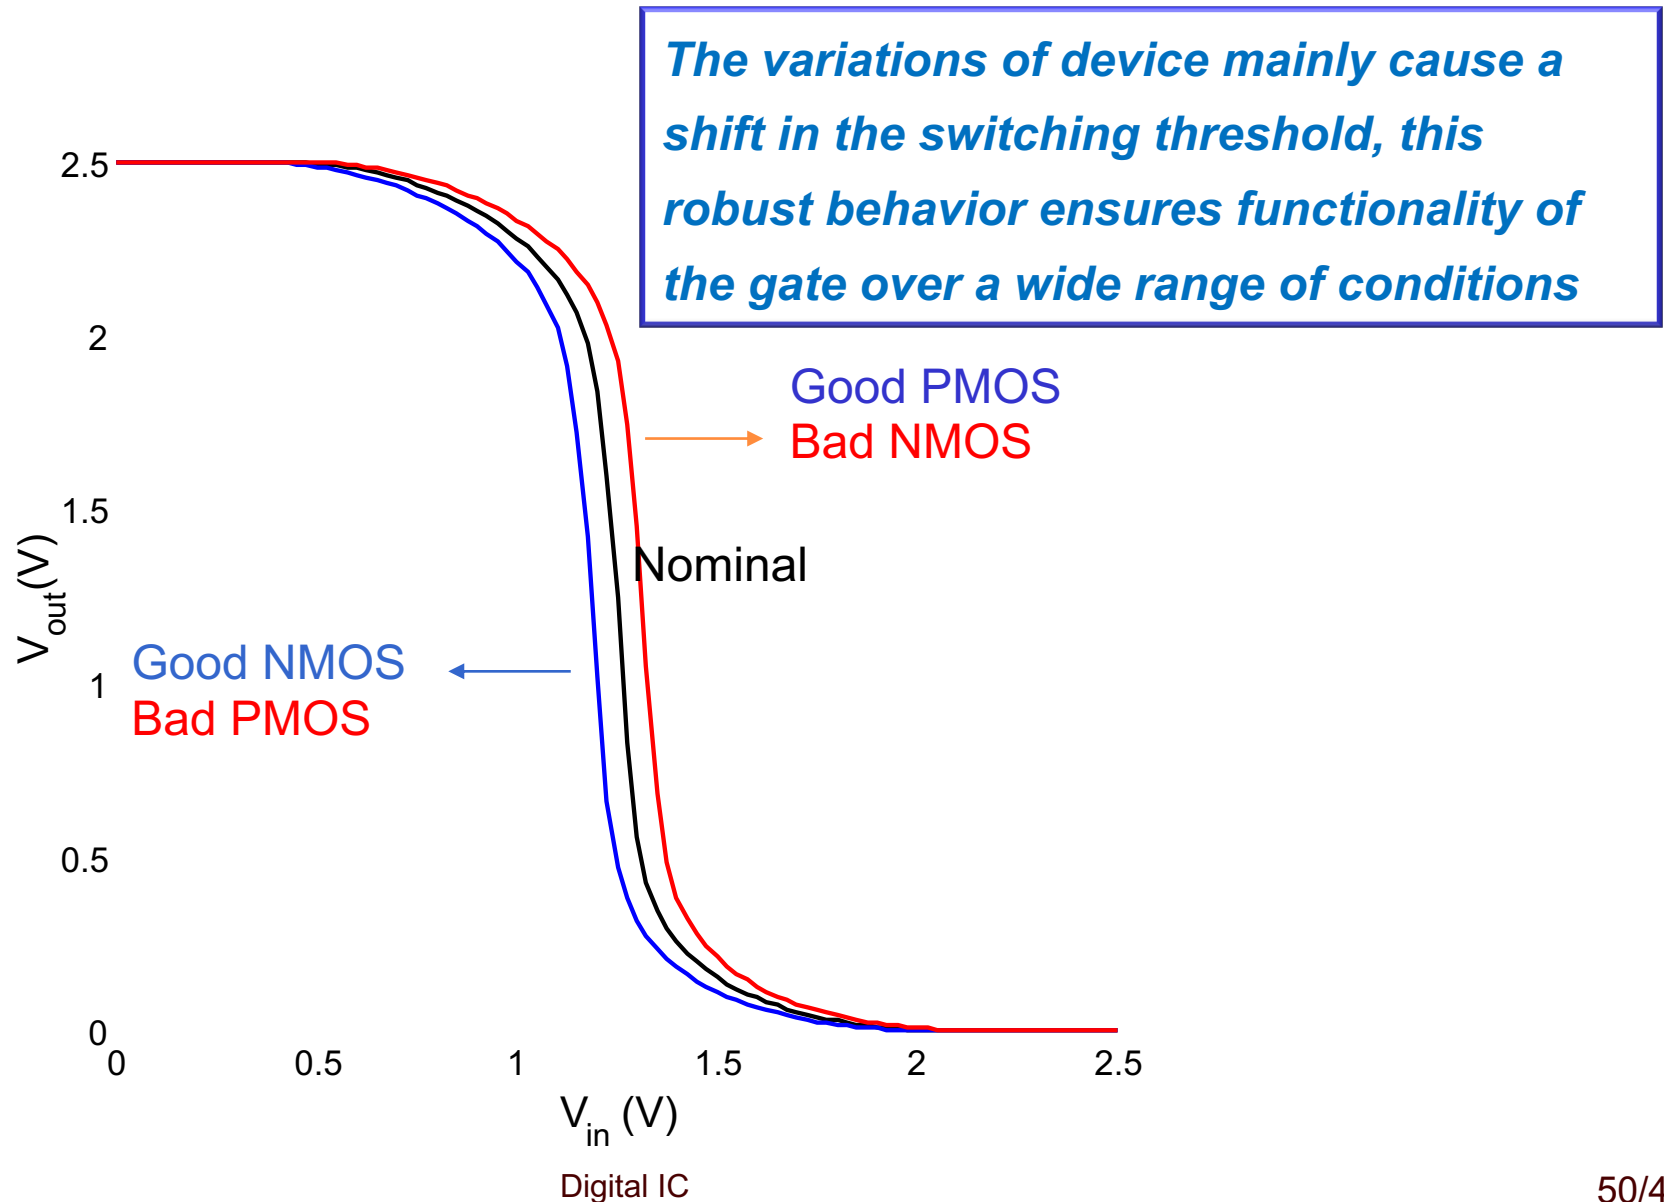 The variations of device mainly cause a
shift in the switching threshold, this
robust behavior ensures functionality of
the gate over a wide range of conditions
2.5
2
1.5
1
0.5
0
V_out(V)
Good PMOS
Bad NMOS
Nominal
Good NMOS
Bad PMOS
0 0.5 1 1.5 2 2.5
V_in (V)
Digital IC
50/4